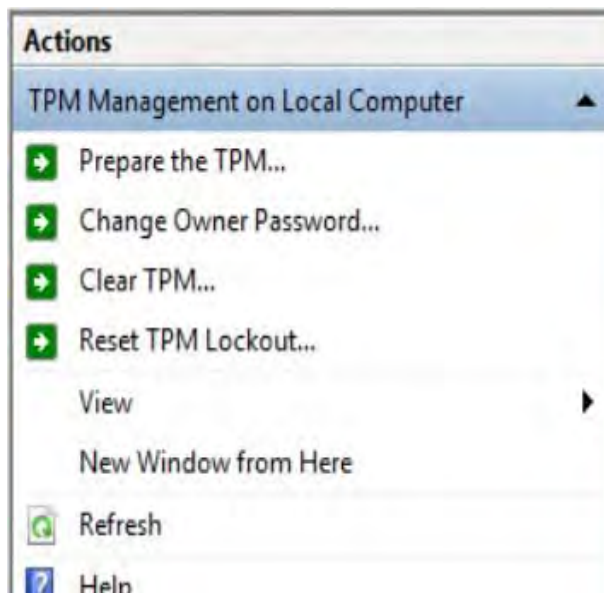 Actions
TPM Management on Local Computer
Prepare the TPM...
Change Owner Password...
Clear TPM...
Reset TPM Lockout...
View
New Window from Here
Refresh
Help